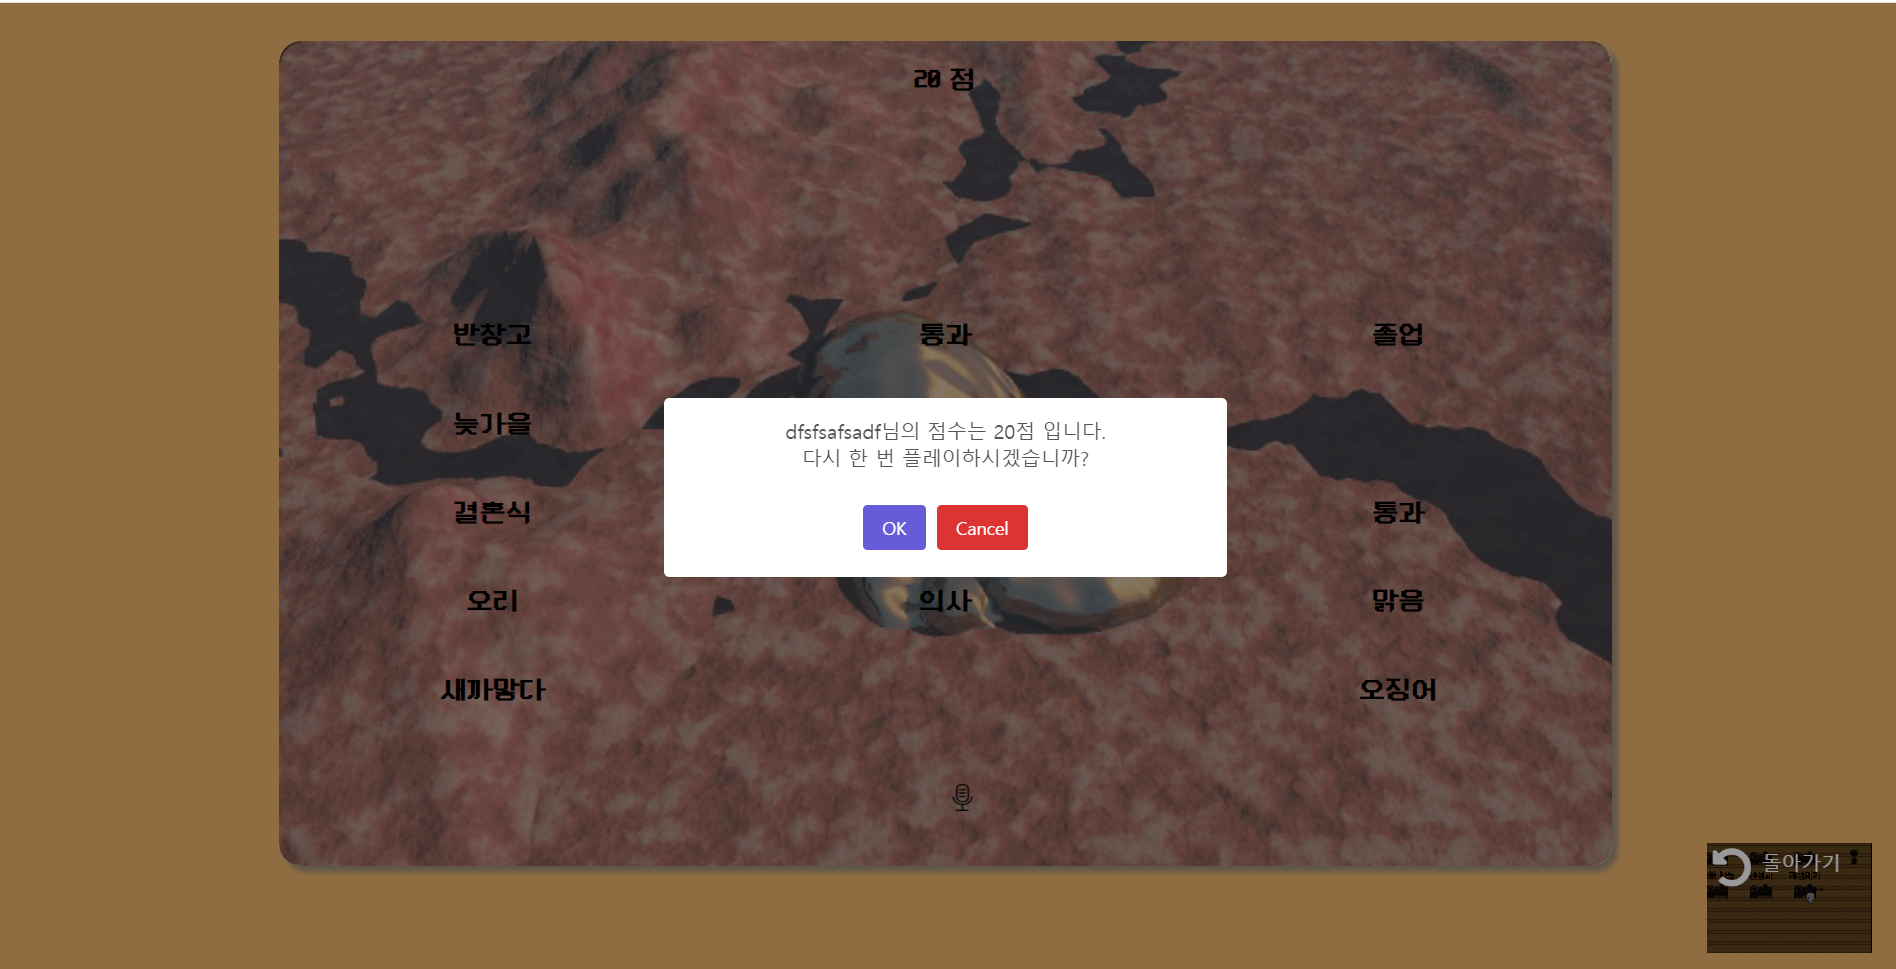 20 점
반창고 통과 졸업
늦가을
dfsfsafsadf님의 점수는 20점 입니다.
다시 한 번 플레이하시겠습니까?
결혼식 통과
OK Cancel
오리 의사 맑음
새까맣다 오징어
돌아가기